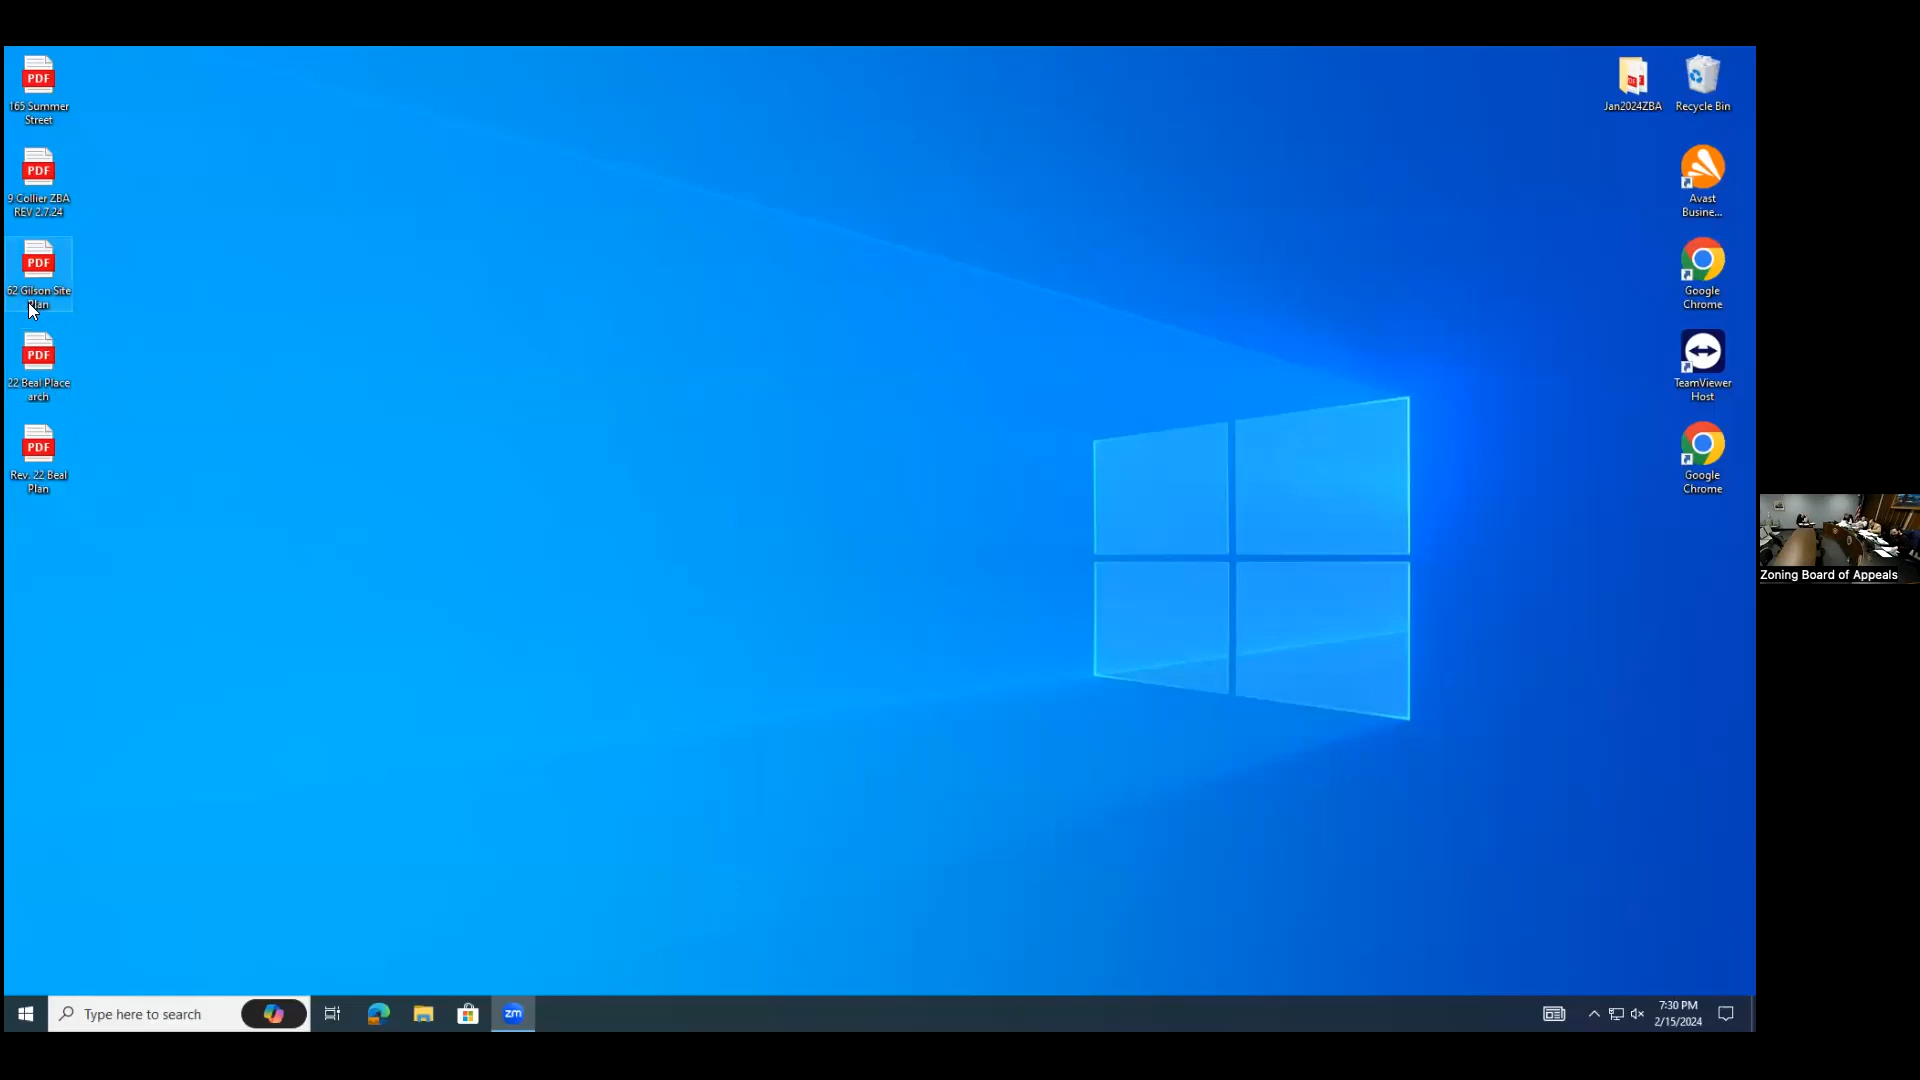 PDF
165 Summer
Street
PDF
9 Collier ZBA
REV 2.7.24
PDF
62 Gilson Site
Plan
PDF
22 Beal Place
arch
PDF
Rev. 22 Beal
Plan
Jan2024ZBA
Recycle Bin
Avast
Busine...
Google
Chrome
TeamViewer
Host
Google
Chrome
Zoning Board of Appeals
Type here to search
zm
7:30 PM
2/15/2024